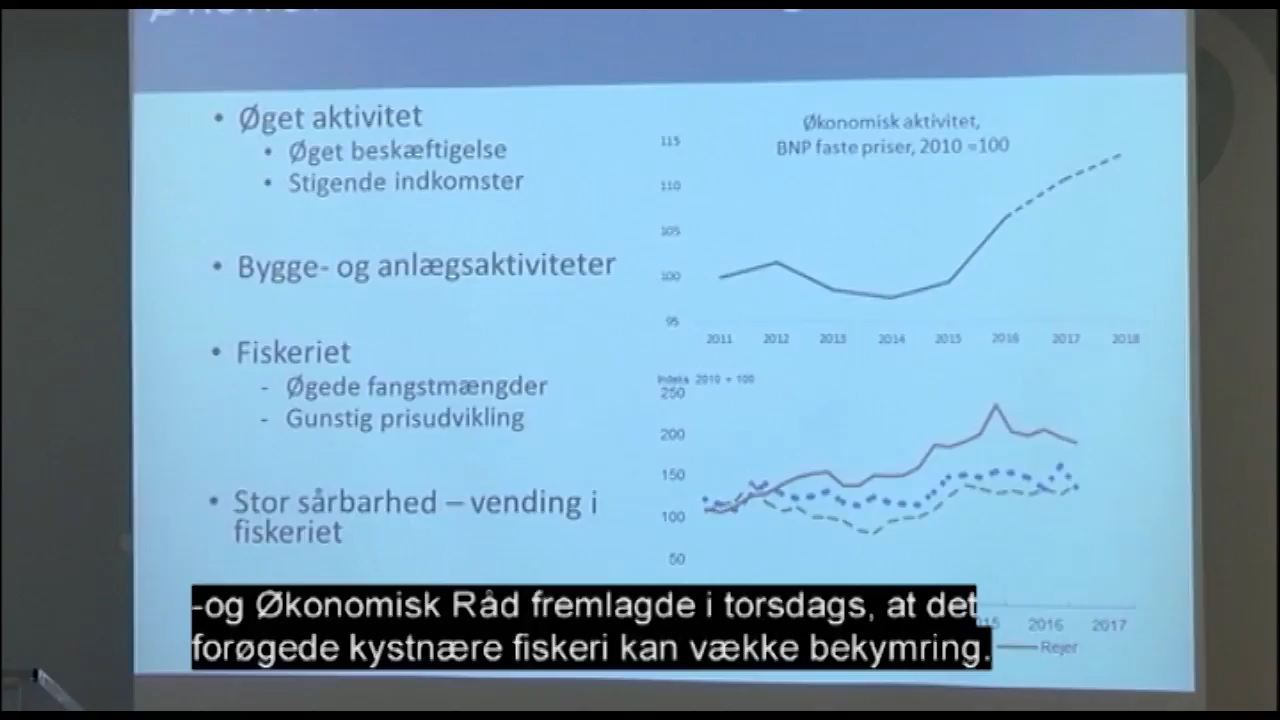 • Øget aktivitet
• Øget beskæftigelse
• Stigende indkomster
• Bygge- og anlægsaktiviteter
• Fiskeriet
- Øgede fangstmængder
- Gunstig prisudvikling
• Stor sårbarhed – vending i
fiskeriet
Økonomisk aktivitet,
BNP faste priser, 2010 =100
115
110
105
100
95
2011 2012 2013 2014 2015 2016 2017 2018
Indeks 2010 = 100
250
200
150
100
50
2016 2017
Rejer
-og Økonomisk Råd fremlagde i torsdags, at det
forøgede kystnære fiskeri kan vække bekymring.